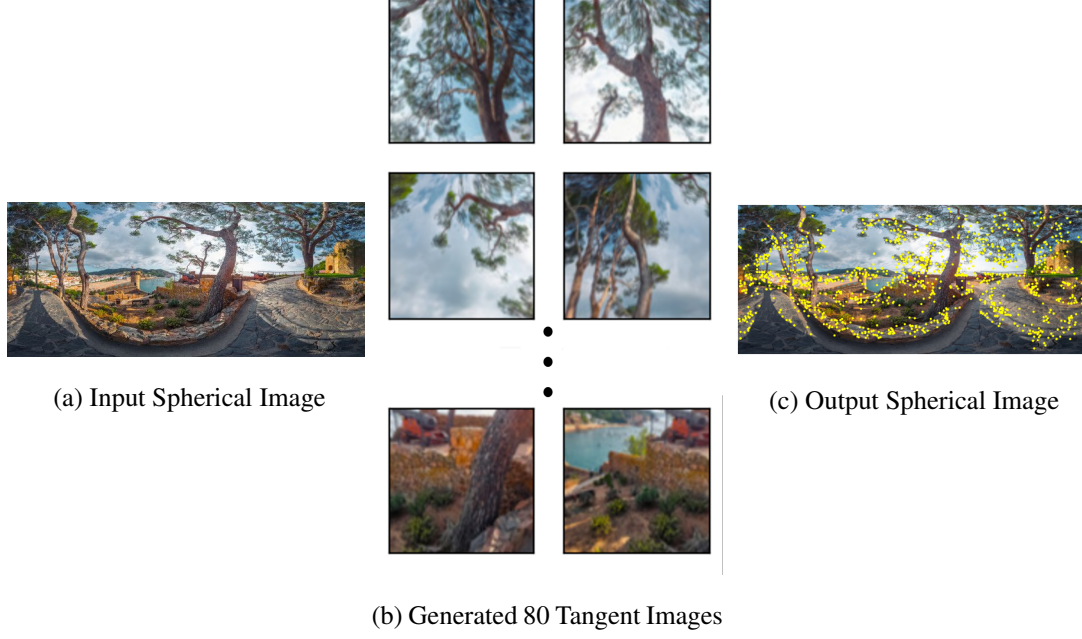 (a) Input Spherical Image
(c) Output Spherical Image
(b) Generated 80 Tangent Images